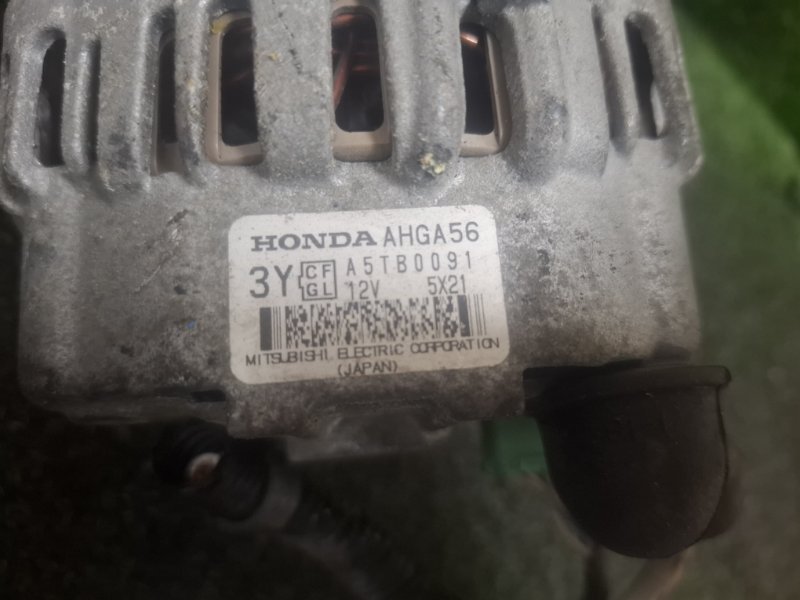 HONDA AHGA56
3Y CF GL A5TB0091
12V 5X21
MITSUBISHI ELECTRIC CORPORATION
(JAPAN)